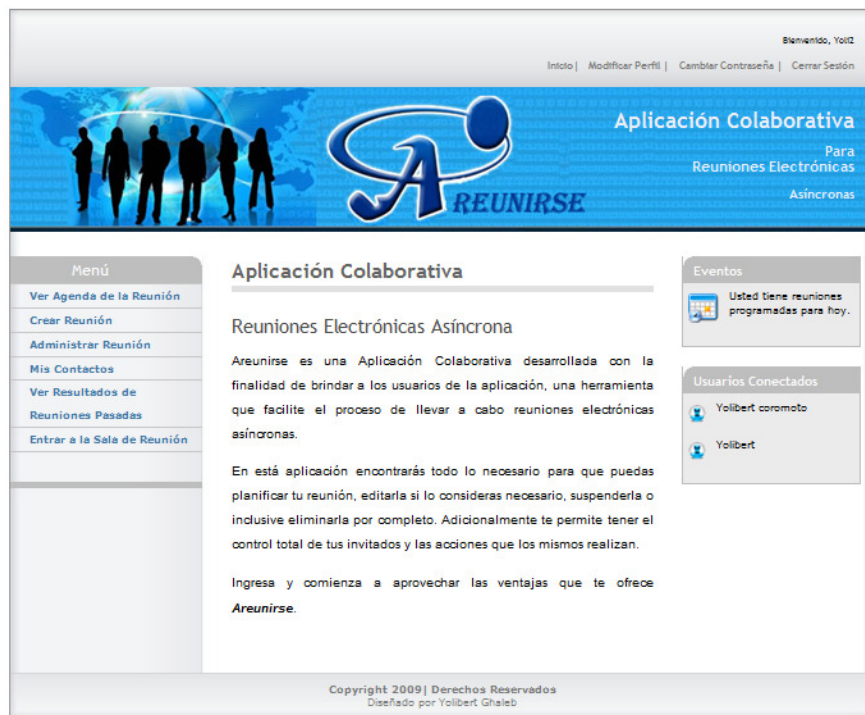 Bienvenido, Yoli2
Inicio | Modificar Perfil | Cambiar Contraseña | Cerrar Sesión
AREUNIRSE
Aplicación Colaborativa
Para
Reuniones Electrónicas
Asíncronas
Menú
Ver Agenda de la Reunión
Crear Reunión
Administrar Reunión
Mis Contactos
Ver Resultados de
Reuniones Pasadas
Entrar a la Sala de Reunión
Aplicación Colaborativa
Reuniones Electrónicas Asíncrona
Areunirse es una Aplicación Colaborativa desarrollada con la
finalidad de brindar a los usuarios de la aplicación, una herramienta
que facilite el proceso de llevar a cabo reuniones electrónicas
asíncronas.
En está aplicación encontrarás todo lo necesario para que puedas
planificar tu reunión, editarla si lo consideras necesario, suspenderla o
inclusive eliminarla por completo. Adicionalmente te permite tener el
control total de tus invitados y las acciones que los mismos realizan.
Ingresa y comienza a aprovechar las ventajas que te ofrece
Areunirse.
Eventos
Usted tiene reuniones
programadas para hoy.
Usuarios Conectados
Yolibert coromoto
Yolibert
Copyright 2009| Derechos Reservados
Diseñado por Yolibert Ghaleb